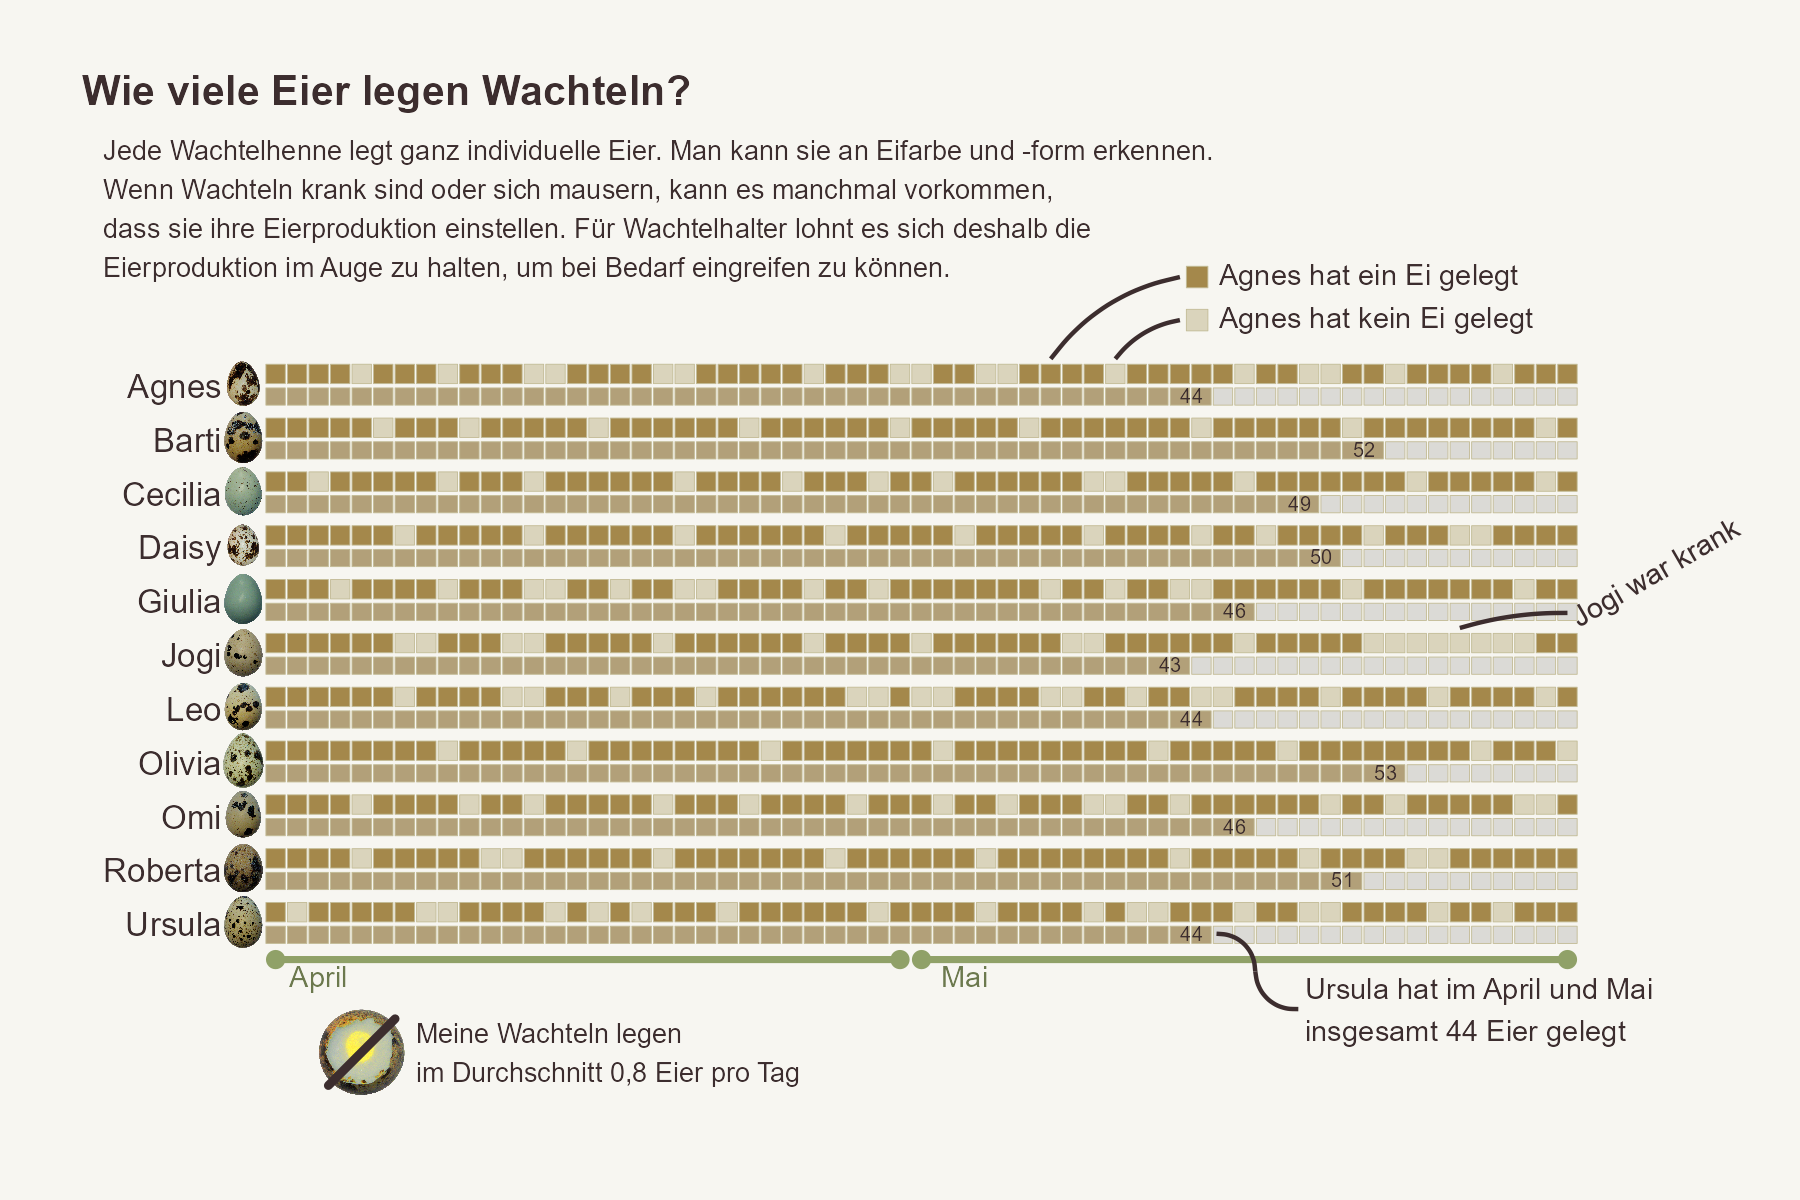 Wie viele Eier legen Wachteln?
Jede Wachtelhenne legt ganz individuelle Eier. Man kann sie an Eifarbe und -form erkennen.
Wenn Wachteln krank sind oder sich mausern, kann es manchmal vorkommen,
dass sie ihre Eierproduktion einstellen. Für Wachtelhalter lohnt es sich deshalb die
Eierproduktion im Auge zu halten, um bei Bedarf eingreifen zu können.
Agnes hat ein Ei gelegt
Agnes hat kein Ei gelegt
Agnes
44
Barti
52
Cecilia
49
Daisy
50
Giulia
46
Jogi war krank
Jogi
43
Leo
44
Olivia
53
Omi
46
Roberta
51
Ursula
44
April
Mai
Ursula hat im April und Mai
insgesamt 44 Eier gelegt
Meine Wachteln legen
im Durchschnitt 0,8 Eier pro Tag